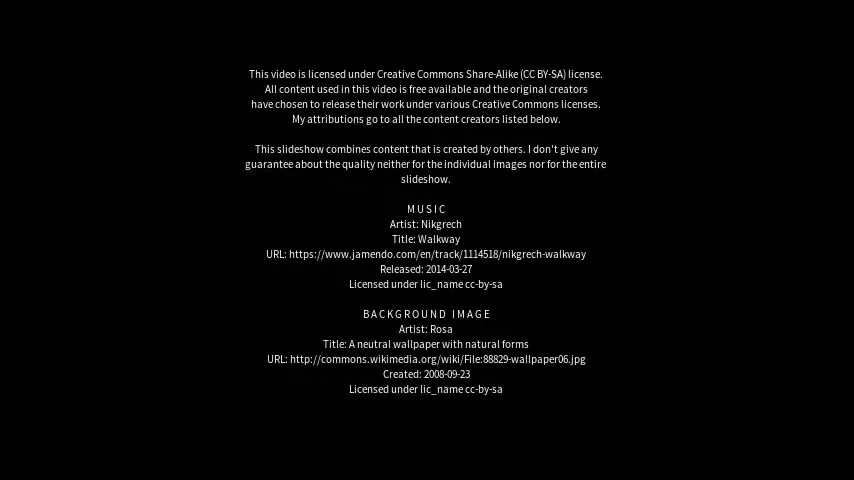 This video is licensed under Creative Commons Share-Alike (CC BY-SA) license.
All content used in this video is free available and the original creators
have chosen to release their work under various Creative Commons licenses.
My attributions go to all the content creators listed below.
This slideshow combines content that is created by others. I don't give any
guarantee about the quality neither for the individual images nor for the entire
slideshow.
MUSIC
Artist: Nikgrech
Title: Walkway
URL: https://www.jamendo.com/en/track/1114518/nikgrech-walkway
Released: 2014-03-27
Licensed under lic_name cc-by-sa
BACKGROUND IMAGE
Artist: Rosa
Title: A neutral wallpaper with natural forms
URL: http://commons.wikimedia.org/wiki/File:88829-wallpaper06.jpg
Created: 2008-09-23
Licensed under lic_name cc-by-sa